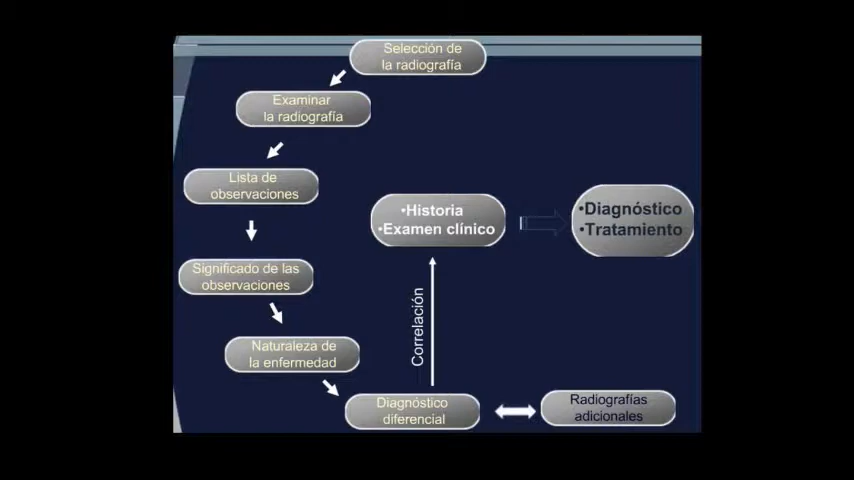 Selección de
la radiografía
Examinar
la radiografía
Lista de
observaciones
Significado de las
observaciones
Naturaleza de
la enfermedad
Diagnóstico
diferencial
Radiografías
adicionales
Correlación
•Historia
•Examen clínico
•Diagnóstico
•Tratamiento